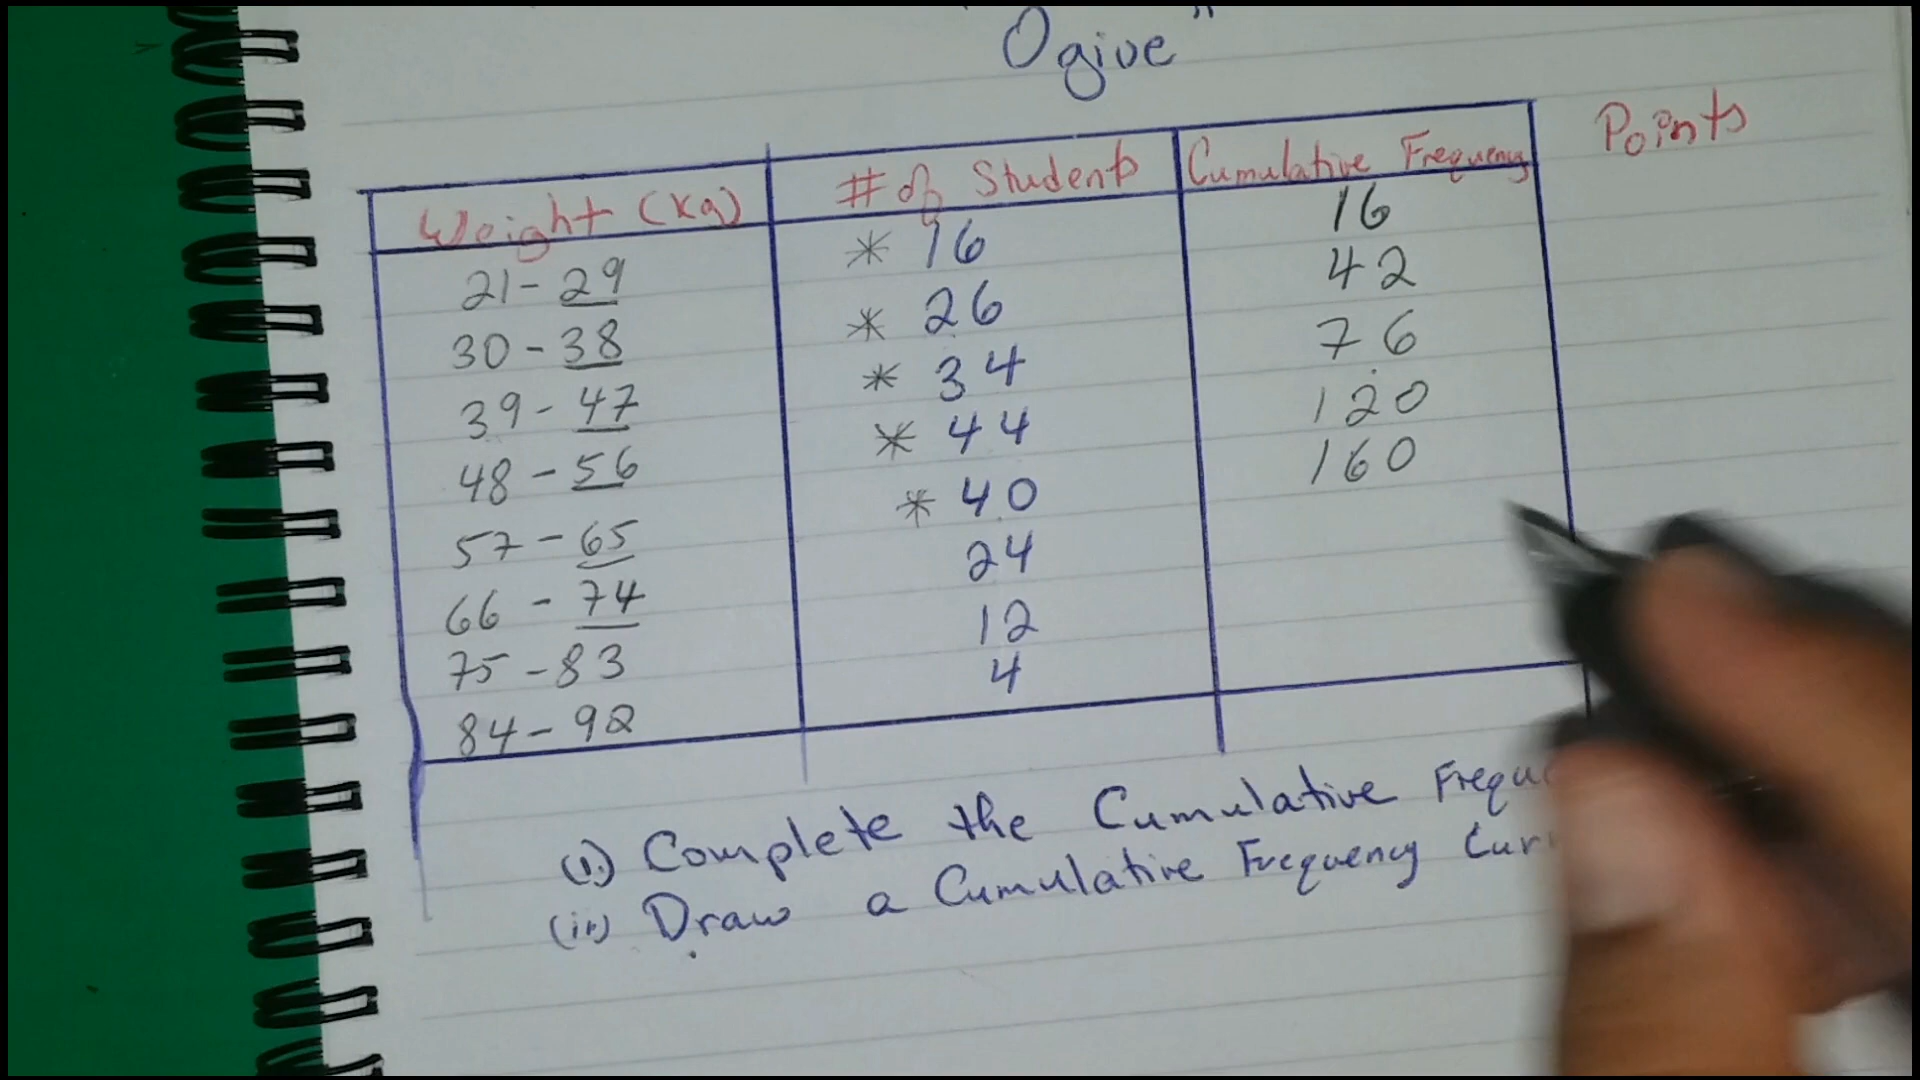 "Ogive"
Weight (Kg) # of Students Cumulative Frequency Points
21 - 29 * 16 16
30 - 38 * 26 42
39 - 47 * 34 76
48 - 56 * 44 120
57 - 65 * 40 160
66 - 74 24
75 - 83 12
84 - 92 4
(i) Complete the Cumulative
(ii) Draw a Cumulative Frequency